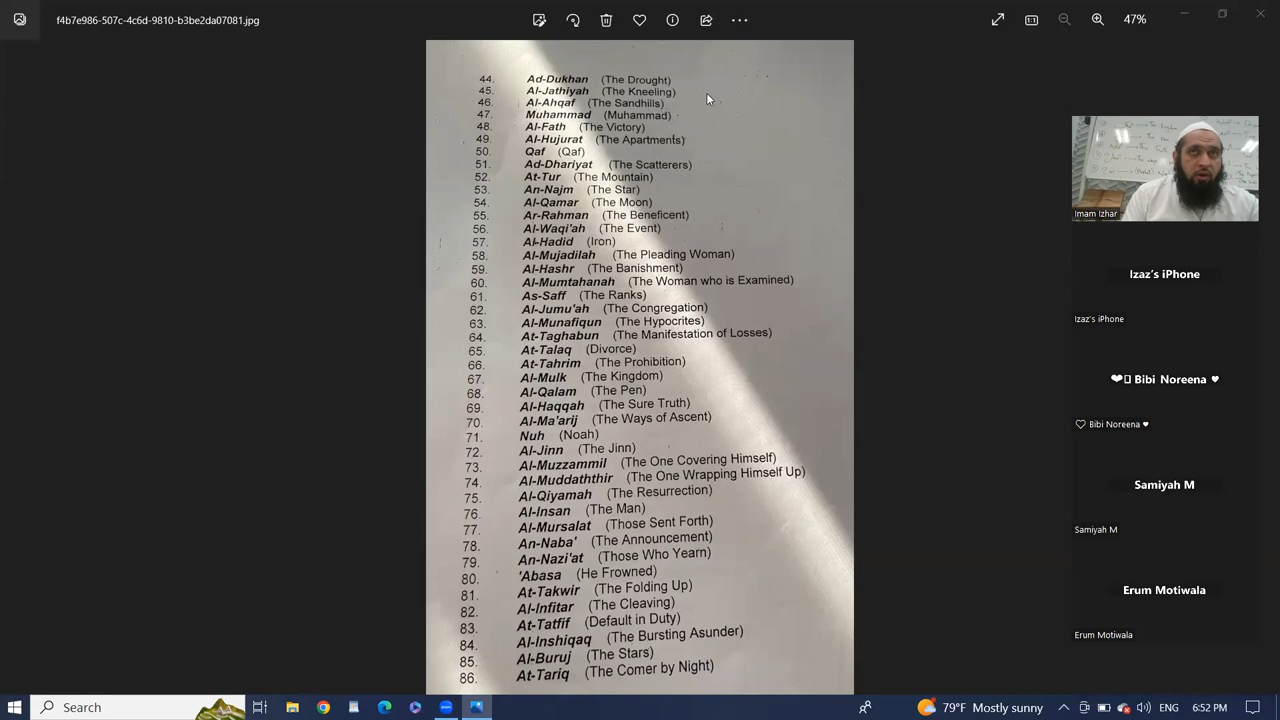 f4b7e986-507c-4c6d-9810-b3be2da07081.jpg
47%
44. Ad-Dukhan (The Drought)
45. Al-Jathiyah (The Kneeling)
46. Al-Ahqaf (The Sandhills)
47. Muhammad (Muhammad)
48. Al-Fath (The Victory)
49. Al-Hujurat (The Apartments)
50. Qaf (Qaf)
51. Ad-Dhariyat (The Scatterers)
52. At-Tur (The Mountain)
53. An-Najm (The Star)
54. Al-Qamar (The Moon)
55. Ar-Rahman (The Beneficent)
56. Al-Waqi'ah (The Event)
57. Al-Hadid (Iron)
58. Al-Mujadilah (The Pleading Woman)
59. Al-Hashr (The Banishment)
60. Al-Mumtahanah (The Woman who is Examined)
61. As-Saff (The Ranks)
62. Al-Jumu'ah (The Congregation)
63. Al-Munafiqun (The Hypocrites)
64. At-Taghabun (The Manifestation of Losses)
65. At-Talaq (Divorce)
66. At-Tahrim (The Prohibition)
67. Al-Mulk (The Kingdom)
68. Al-Qalam (The Pen)
69. Al-Haqqah (The Sure Truth)
70. Al-Ma'arij (The Ways of Ascent)
71. Nuh (Noah)
72. Al-Jinn (The Jinn)
73. Al-Muzzammil (The One Covering Himself)
74. Al-Muddaththir (The One Wrapping Himself Up)
75. Al-Qiyamah (The Resurrection)
76. Al-Insan (The Man)
77. Al-Mursalat (Those Sent Forth)
78. An-Naba' (The Announcement)
79. An-Nazi'at (Those Who Yearn)
80. 'Abasa (He Frowned)
81. At-Takwir (The Folding Up)
82. Al-Infitar (The Cleaving)
83. At-Tatfif (Default in Duty)
84. Al-Inshiqaq (The Bursting Asunder)
85. Al-Buruj (The Stars)
86. At-Tariq (The Comer by Night)
Imam Izhar
Izaz's iPhone
Izaz's iPhone
❤ Bibi Noreena ♥
♡ Bibi Noreena ♥
Samiyah M
Samiyah M
Erum Motiwala
Erum Motiwala
Search
79°F Mostly sunny
ENG
6:52 PM